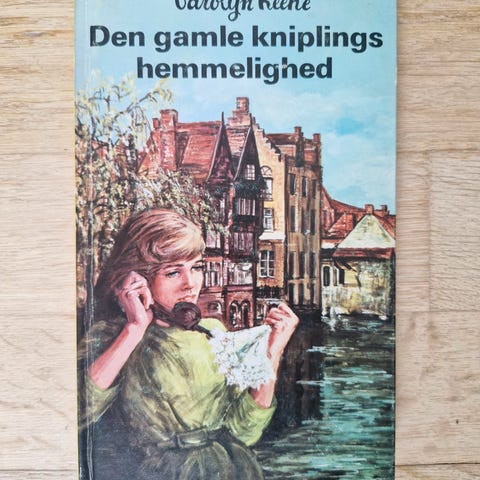 Carolyn Keene
Den gamle kniplings
hemmelighed